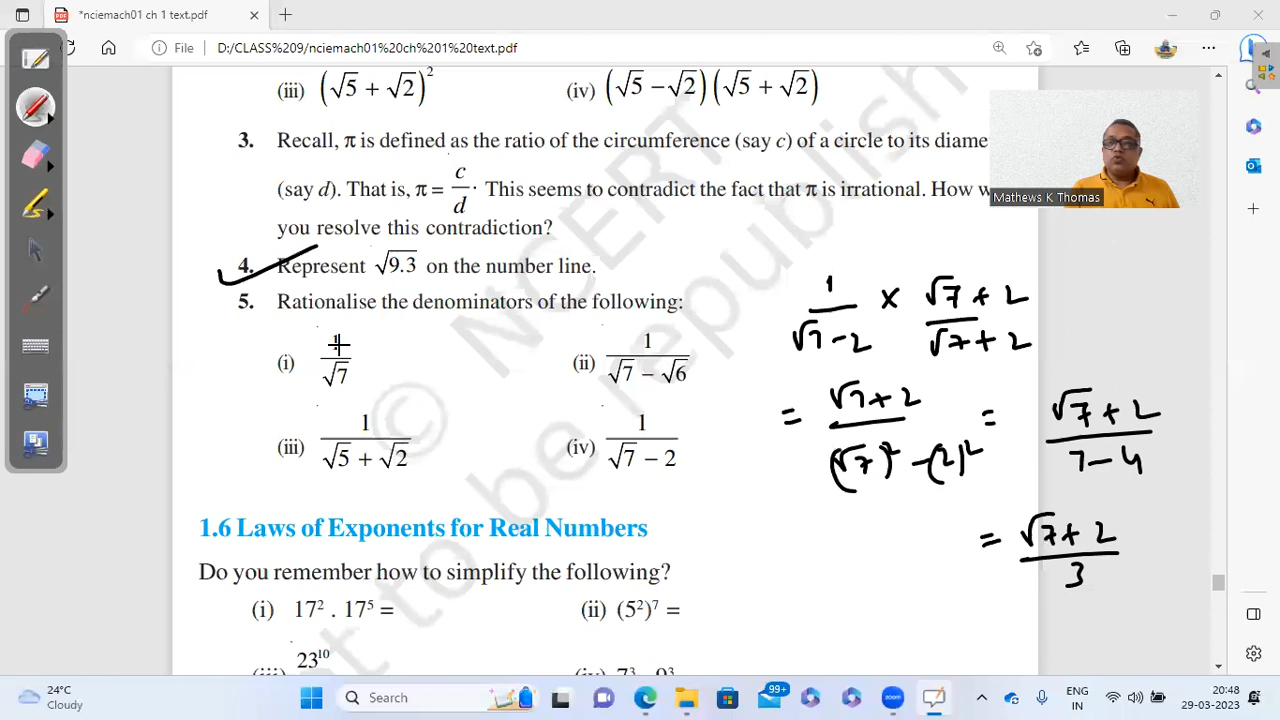 *nciemach01 ch 1 text.pdf
File D:/CLASS%209/nciemach01%20ch%201%20text.pdf
(iii) (√5 + √2)² (iv) (√5 − √2)(√5 + √2)
3. Recall, π is defined as the ratio of the circumference (say c) of a circle to its diame
(say d). That is, π = c/d. This seems to contradict the fact that π is irrational. How w
you resolve this contradiction?
Mathews K Thomas
4. Represent √9.3 on the number line.
5. Rationalise the denominators of the following:
(i) 1/√7 (ii) 1/(√7 − √6)
(iii) 1/(√5 + √2) (iv) 1/(√7 − 2)
1/(√7 − 2) × (√7 + 2)/(√7 + 2)
= (√7 + 2)/((√7)² − (2)²) = (√7 + 2)/(7 − 4)
= (√7 + 2)/3
1.6 Laws of Exponents for Real Numbers
Do you remember how to simplify the following?
(i) 17² . 17⁵ = (ii) (5²)⁷ =
23¹⁰
© NCERT
not to be republish
24°C
Cloudy
Search
99+
ENG
IN
20:48
29-03-2023